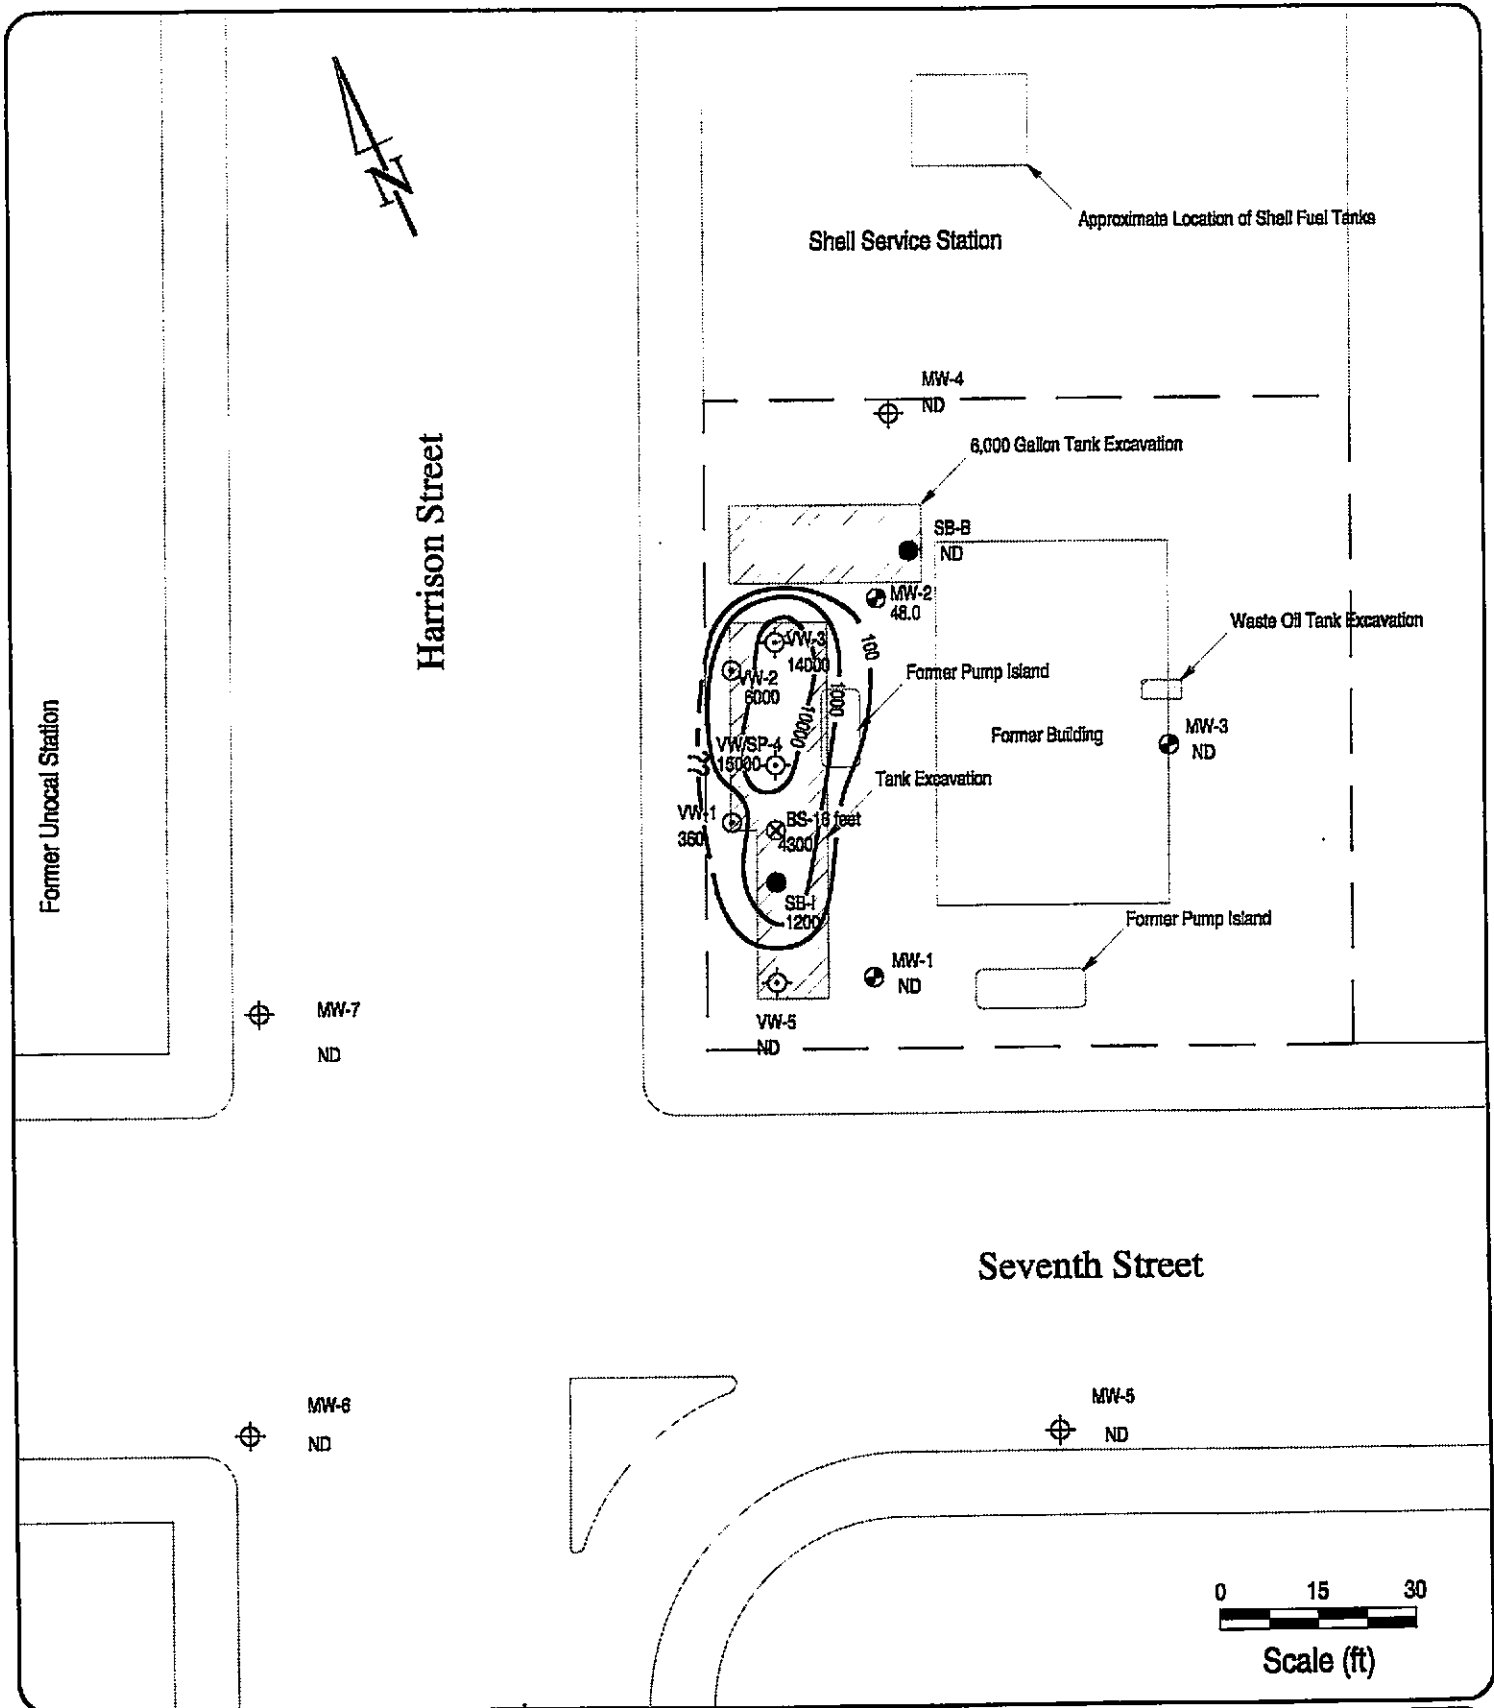 N
Approximate Location of Shell Fuel Tanks
Shell Service Station
MW-4
ND
Harrison Street
6,000 Gallon Tank Excavation
SB-B
ND
MW-2
48.0
Waste Oil Tank Excavation
VW-3
14000
100
VW-2
6000
Former Pump Island
1000
10000
Former Unocal Station
MW-3
ND
Former Building
VW/SP-4
15000
??
Tank Excavation
VW-1
360
BS-16 feet
4300
SB-I
1200
Former Pump Island
MW-1
ND
MW-7
ND
VW-5
ND
Seventh Street
MW-6
ND
MW-5
ND
0 15 30
Scale (ft)